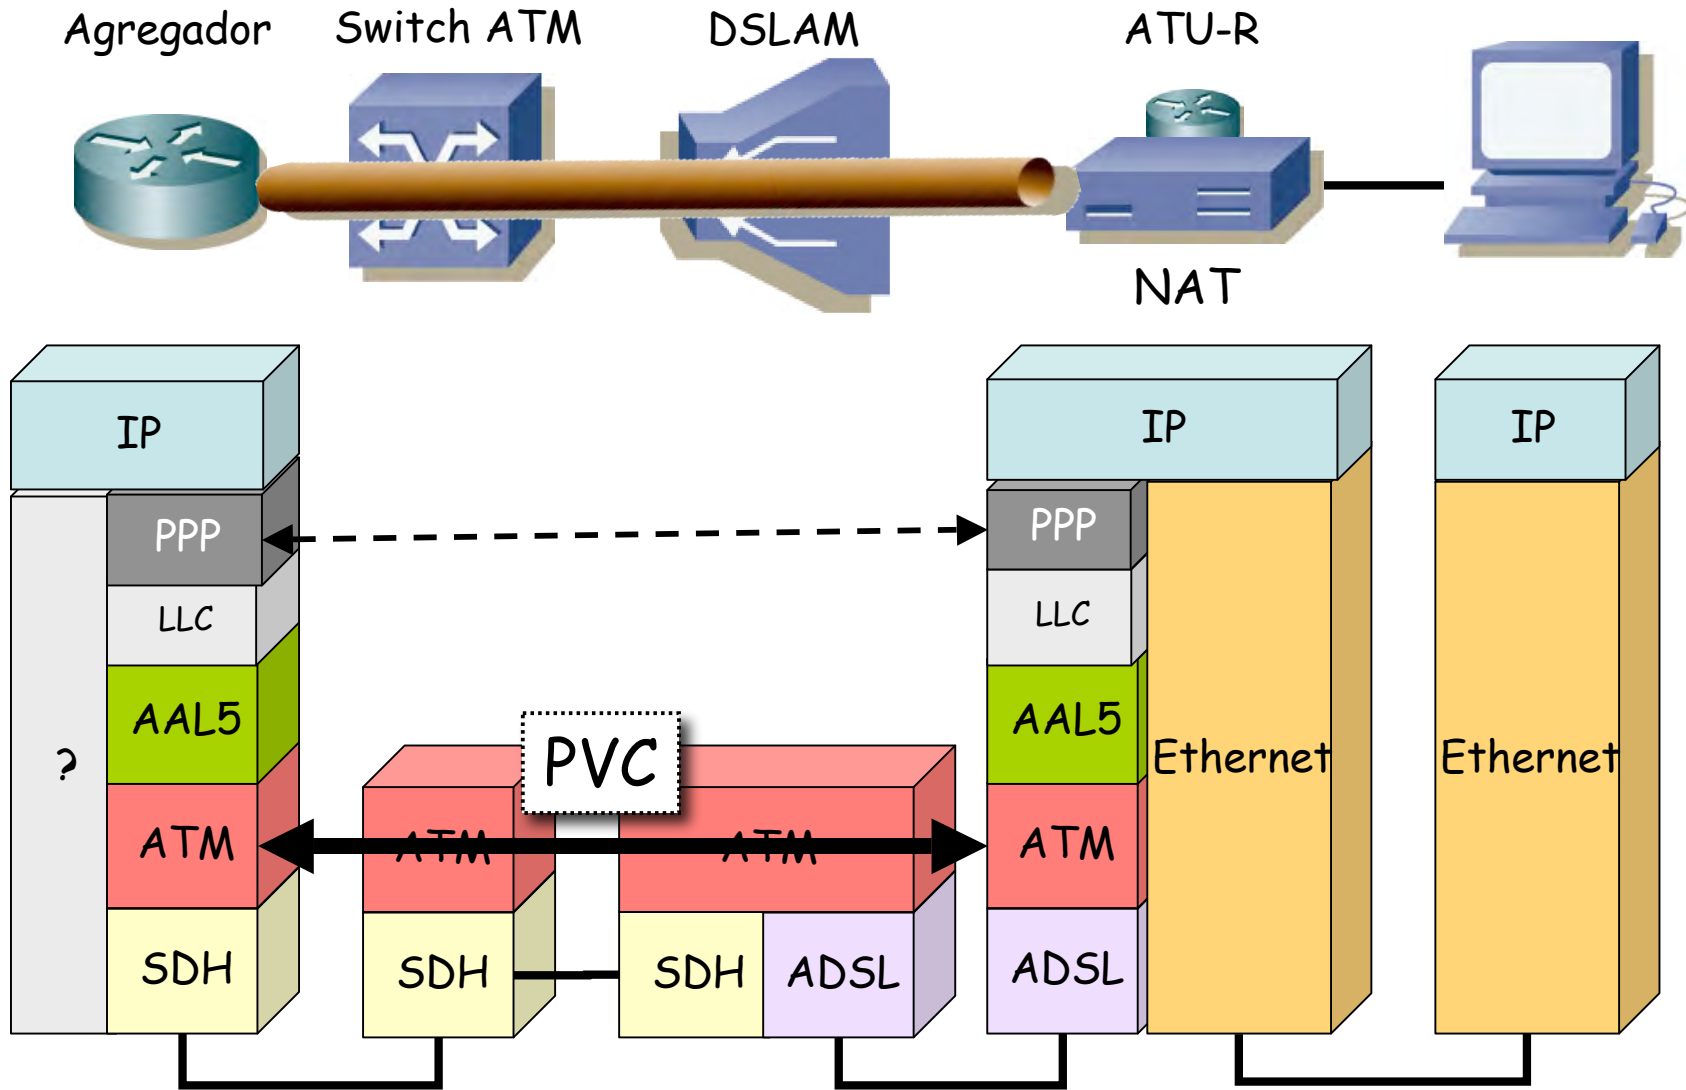 Agregador
Switch ATM
DSLAM
ATU-R
NAT
IP
IP
IP
PPP
PPP
LLC
LLC
AAL5
AAL5
?
PVC
Ethernet
Ethernet
ATM
ATM
ATM
ATM
SDH
SDH
SDH
ADSL
ADSL